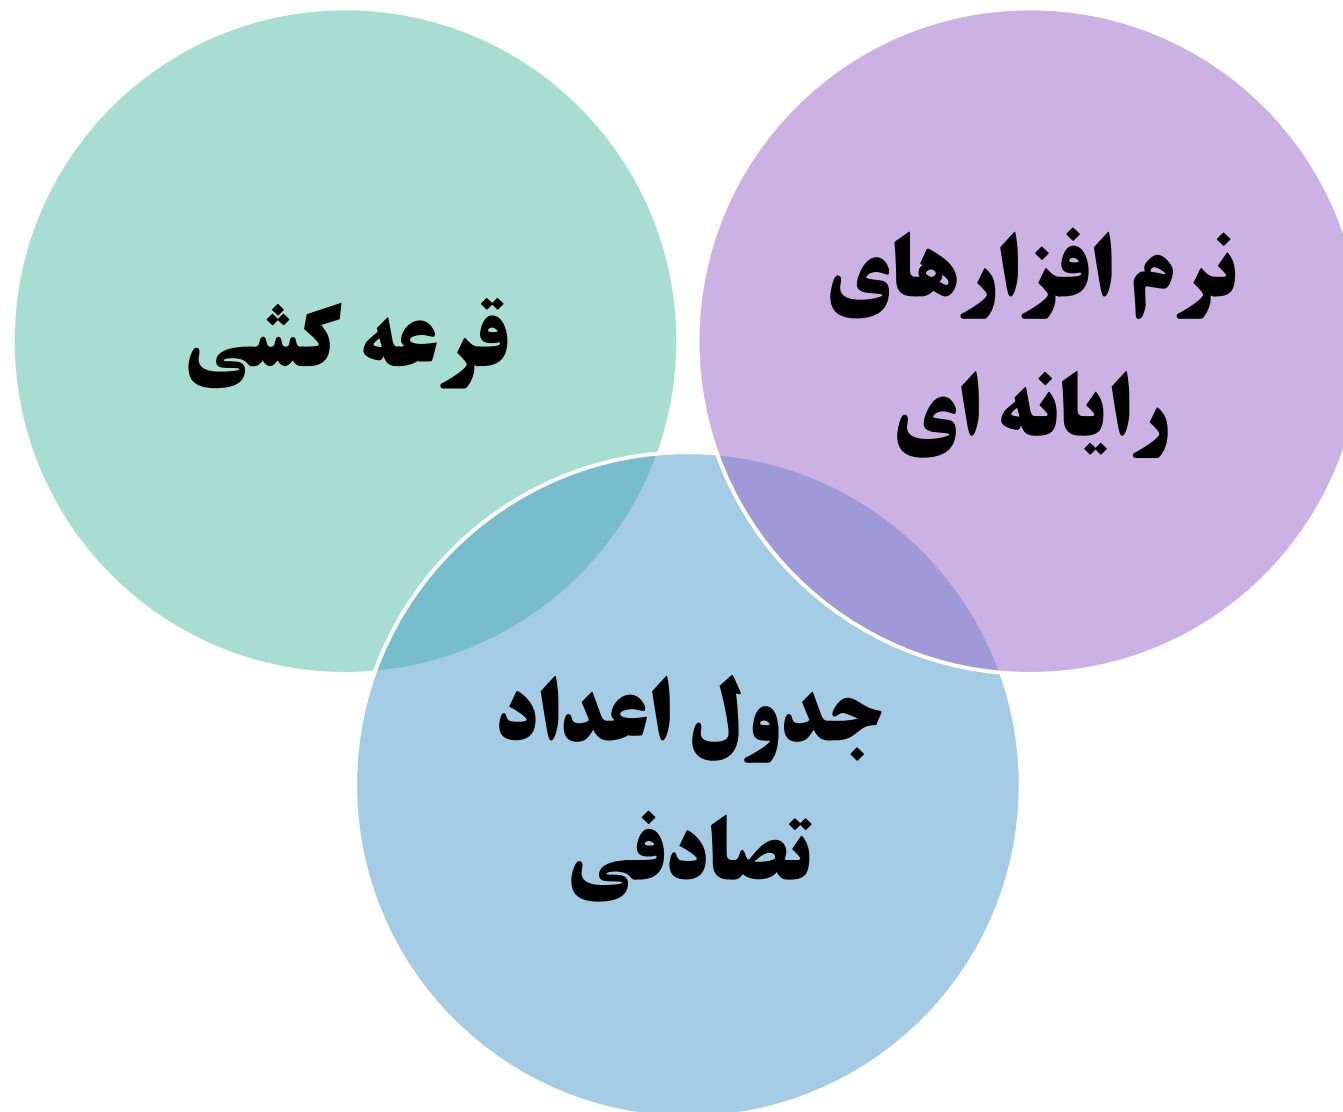 نرم افزارهای
رایانه ای
قرعه کشی
جدول اعداد
تصادفی